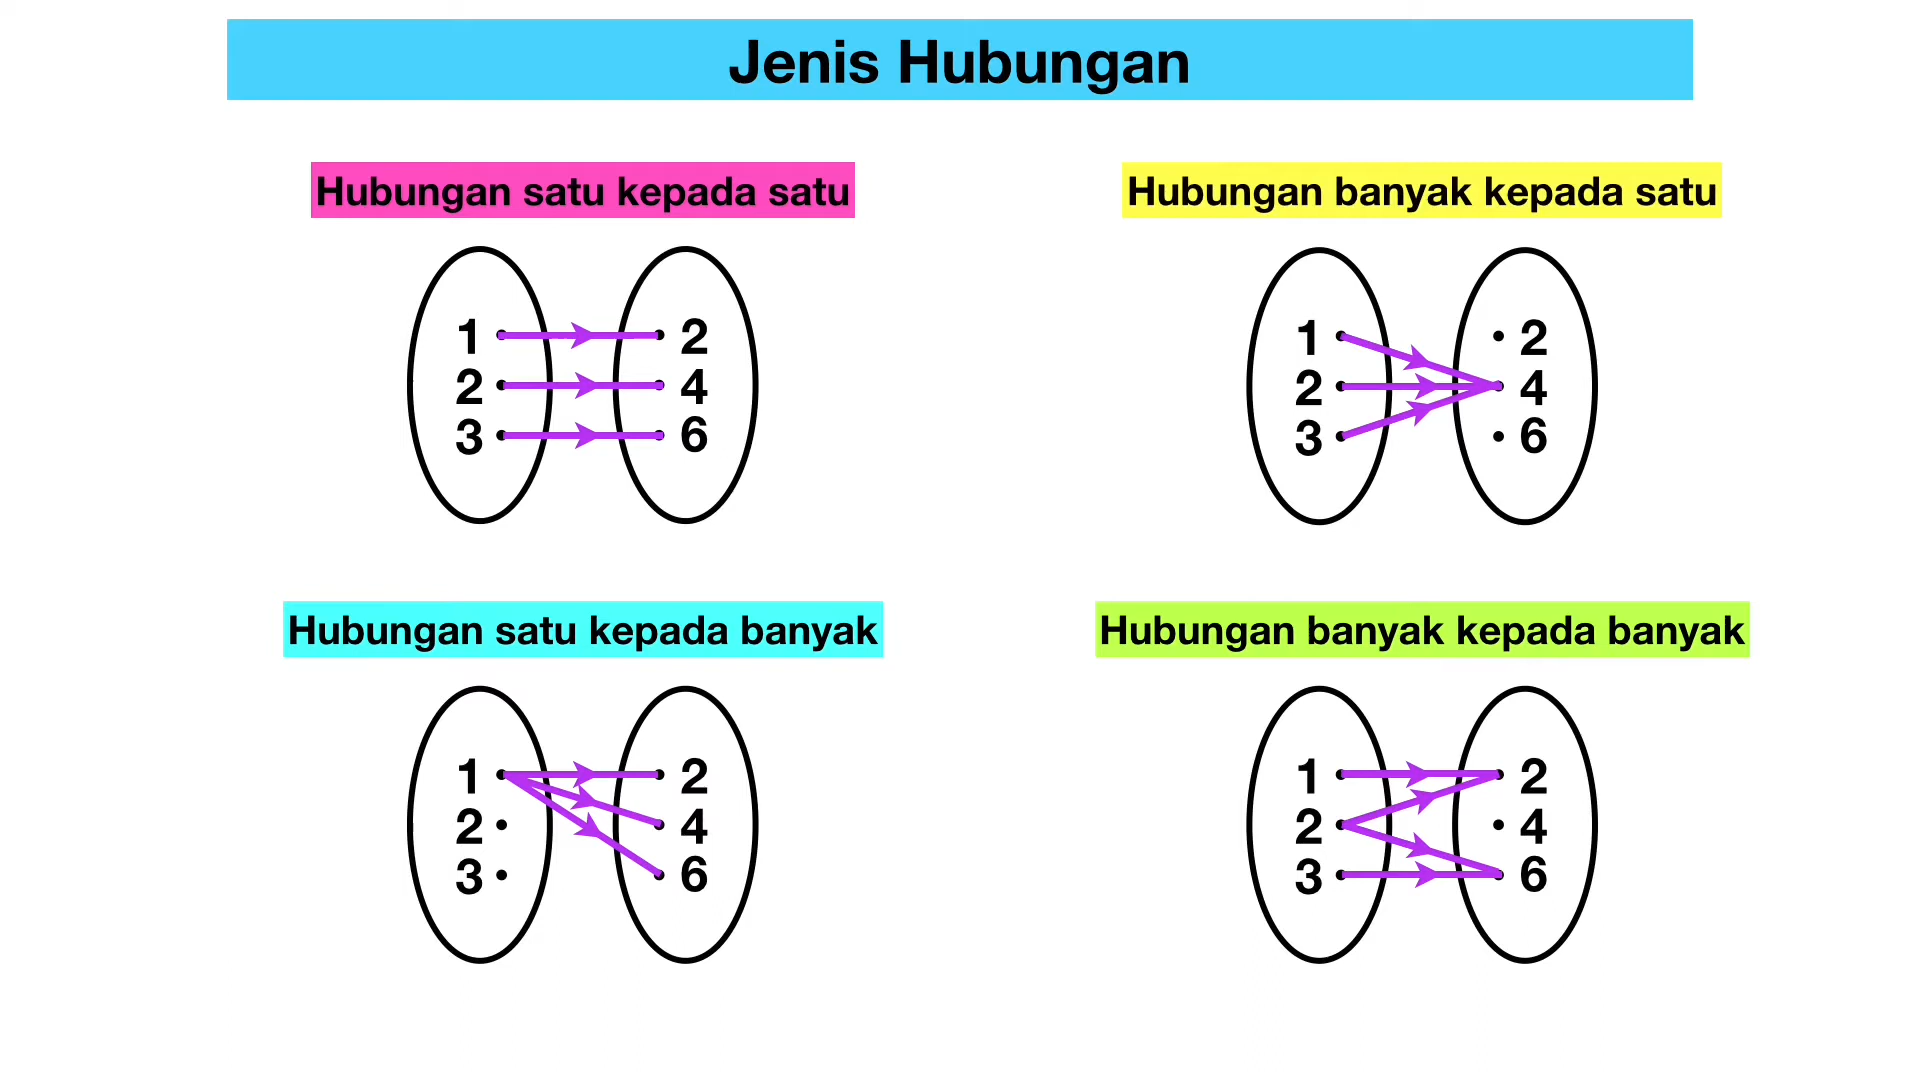 Jenis Hubungan
Hubungan satu kepada satu
1 2
2 4
3 6
Hubungan banyak kepada satu
1 2
2 4
3 6
Hubungan satu kepada banyak
1 2
2 4
3 6
Hubungan banyak kepada banyak
1 2
2 4
3 6